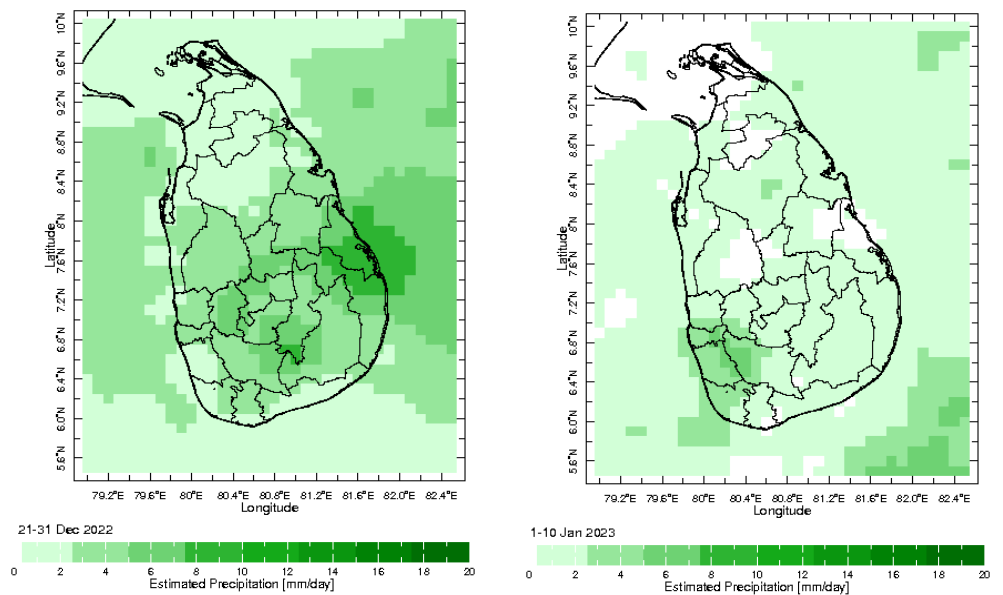 10°N
9.6°N
9.2°N
8.8°N
8.4°N
8°N
7.6°N
7.2°N
6.8°N
6.4°N
6.0°N
5.6°N
Latitude
79.2°E 79.6°E 80°E 80.4°E 80.8°E 81.2°E 81.6°E 82.0°E 82.4°E
Longitude
21-31 Dec 2022
0 2 4 6 8 10 12 14 16 18 20
Estimated Precipitation [mm/day]
10°N
9.6°N
9.2°N
8.8°N
8.4°N
8°N
7.6°N
7.2°N
6.8°N
6.4°N
6.0°N
5.6°N
Latitude
79.2°E 79.6°E 80°E 80.4°E 80.8°E 81.2°E 81.6°E 82.0°E 82.4°E
Longitude
1-10 Jan 2023
0 2 4 6 8 10 12 14 16 18 20
Estimated Precipitation [mm/day]